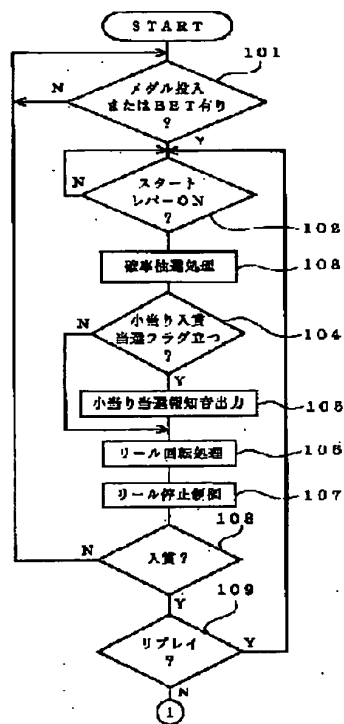 START
101
N
メダル投入
またはBET有り
?
Y
スタート
レバーON
?
N
102
確率抽選処理
103
小当り入賞
当選フラグ立つ
?
N
104
Y
小当り当選報知音出力
105
リール回転処理
106
リール停止制御
107
108
N
入賞?
Y
109
リプレイ
?
Y
N
1